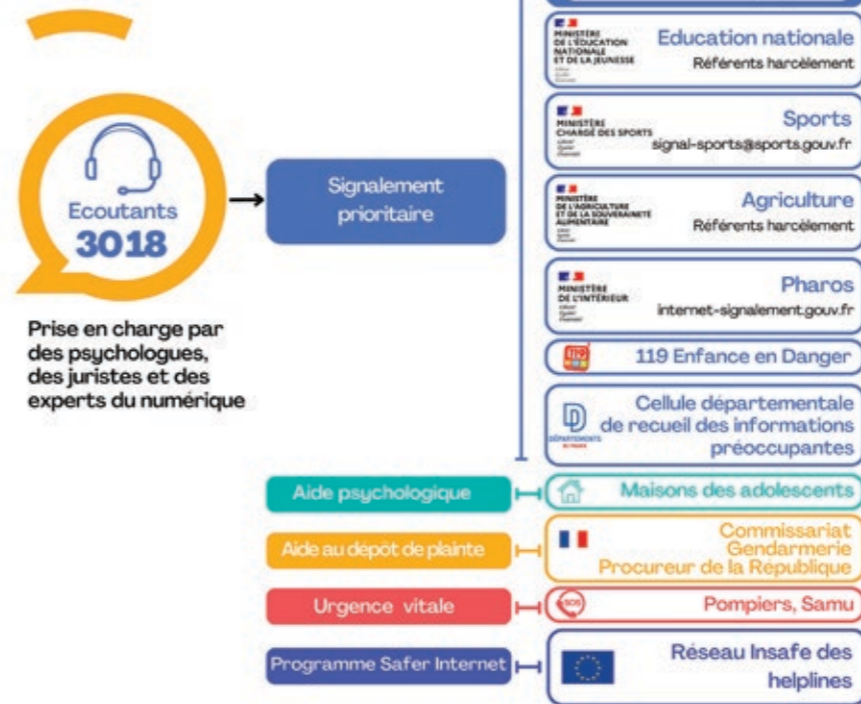 Ecoutants
3018
Prise en charge par
des psychologues,
des juristes et des
experts du numérique
Signalement
prioritaire
MINISTÈRE
DE L'ÉDUCATION
NATIONALE
ET DE LA JEUNESSE
Education nationale
Référents harcèlement
MINISTÈRE
CHARGÉ DES SPORTS
Sports
signal-sports@sports.gouv.fr
MINISTÈRE
DE L'AGRICULTURE
ET DE LA SOUVERAINETÉ
ALIMENTAIRE
Agriculture
Référents harcèlement
MINISTÈRE
DE L'INTÉRIEUR
Pharos
internet-signalement.gouv.fr
119
119 Enfance en Danger
DÉPARTEMENTS
DE FRANCE
Cellule départementale
de recueil des informations
préoccupantes
Aide psychologique
Maisons des adolescents
Aide au dépôt de plainte
Commissariat
Gendarmerie
Procureur de la République
Urgence vitale
SOS
Pompiers, Samu
Programme Safer Internet
Réseau Insafe des
helplines